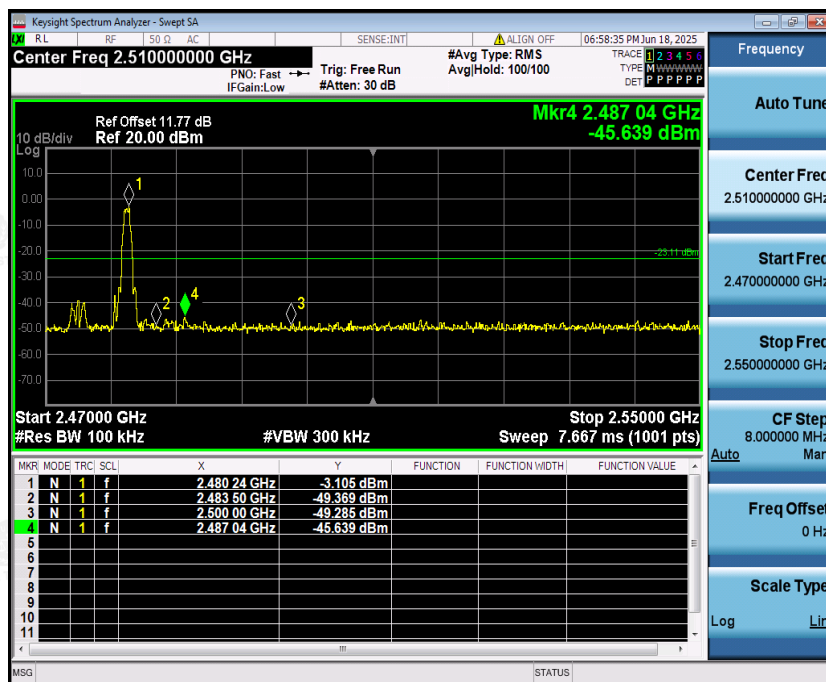 Keysight Spectrum Analyzer - Swept SA
LXI RL RF 50 Ω AC SENSE:INT ALIGN OFF 06:58:35 PM Jun 18, 2025
Center Freq 2.510000000 GHz
PNO: Fast
IFGain:Low
Trig: Free Run
#Atten: 30 dB
#Avg Type: RMS
Avg|Hold: 100/100
TRACE 1 2 3 4 5 6
TYPE M WWWWW
DET P P P P P P
Ref Offset 11.77 dB
10 dB/div Ref 20.00 dBm
Log
Mkr4 2.487 04 GHz
-45.639 dBm
10.0
0.00
-10.0
-20.0
-30.0
-40.0
-50.0
-60.0
-70.0
1
2
4
3
-23.11 dBm
Start 2.47000 GHz Stop 2.55000 GHz
#Res BW 100 kHz #VBW 300 kHz Sweep 7.667 ms (1001 pts)
MKR MODE TRC SCL X Y FUNCTION FUNCTION WIDTH FUNCTION VALUE
1 N 1 f 2.480 24 GHz -3.105 dBm
2 N 1 f 2.483 50 GHz -49.369 dBm
3 N 1 f 2.500 00 GHz -49.285 dBm
4 N 1 f 2.487 04 GHz -45.639 dBm
5
6
7
8
9
10
11
MSG STATUS
Frequency
Auto Tune
Center Freq
2.510000000 GHz
Start Freq
2.470000000 GHz
Stop Freq
2.550000000 GHz
CF Step
8.000000 MHz
Auto Man
Freq Offset
0 Hz
Scale Type
Log Lin